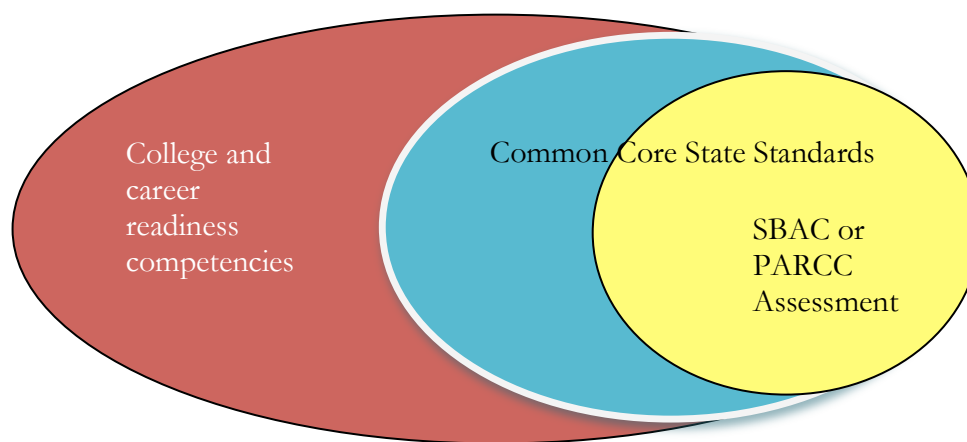 College and
career
readiness
competencies
Common Core State Standards
SBAC or
PARCC
Assessment